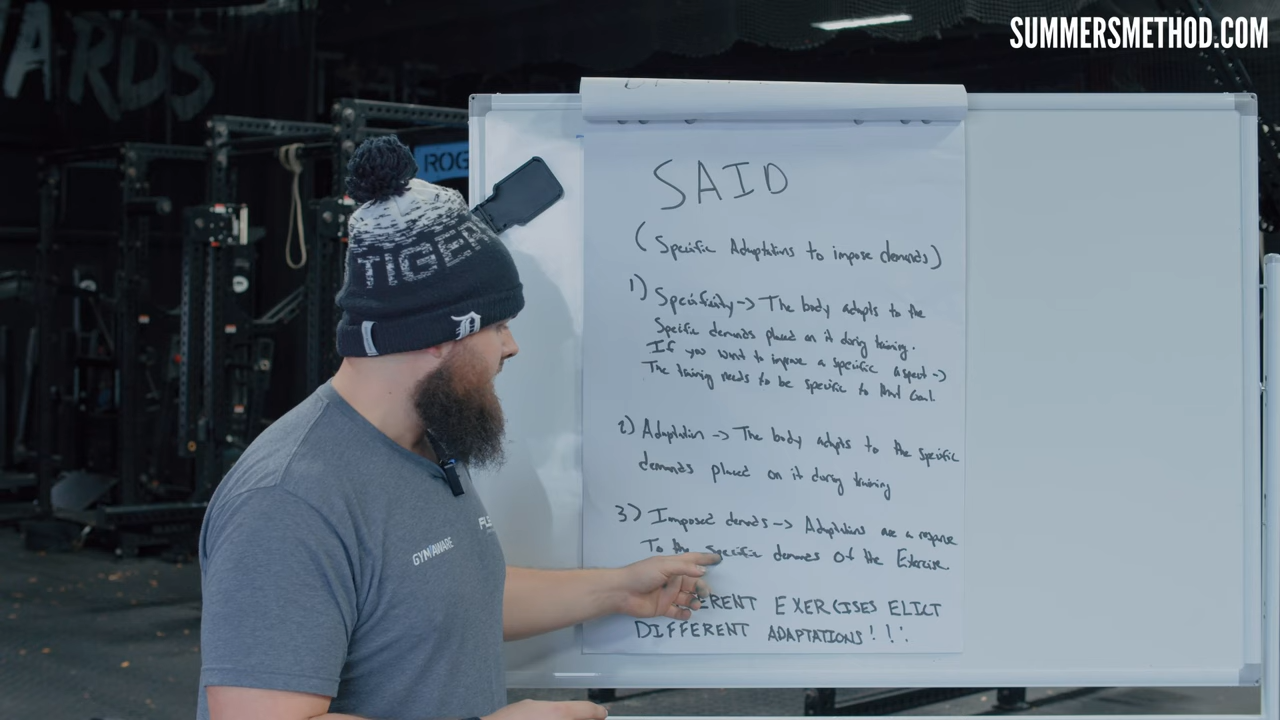 SUMMERSMETHOD.COM
ARDS
ROG
TIGER
D
GYMAWARE
SAID
(Specific Adaptations to impose demands)
1) Specificity -> The body adapts to the
Specific demands placed on it during training.
If you want to improve a specific aspect ->
The training needs to be specific to that Goal.
2) Adaptation -> The body adapts to the specific
demands placed on it during training
3) Imposed demands -> Adaptations are a response
To the specific demands of the Exercise
ERENT EXERCISES ELICT
DIFFERENT ADAPTATIONS!!!